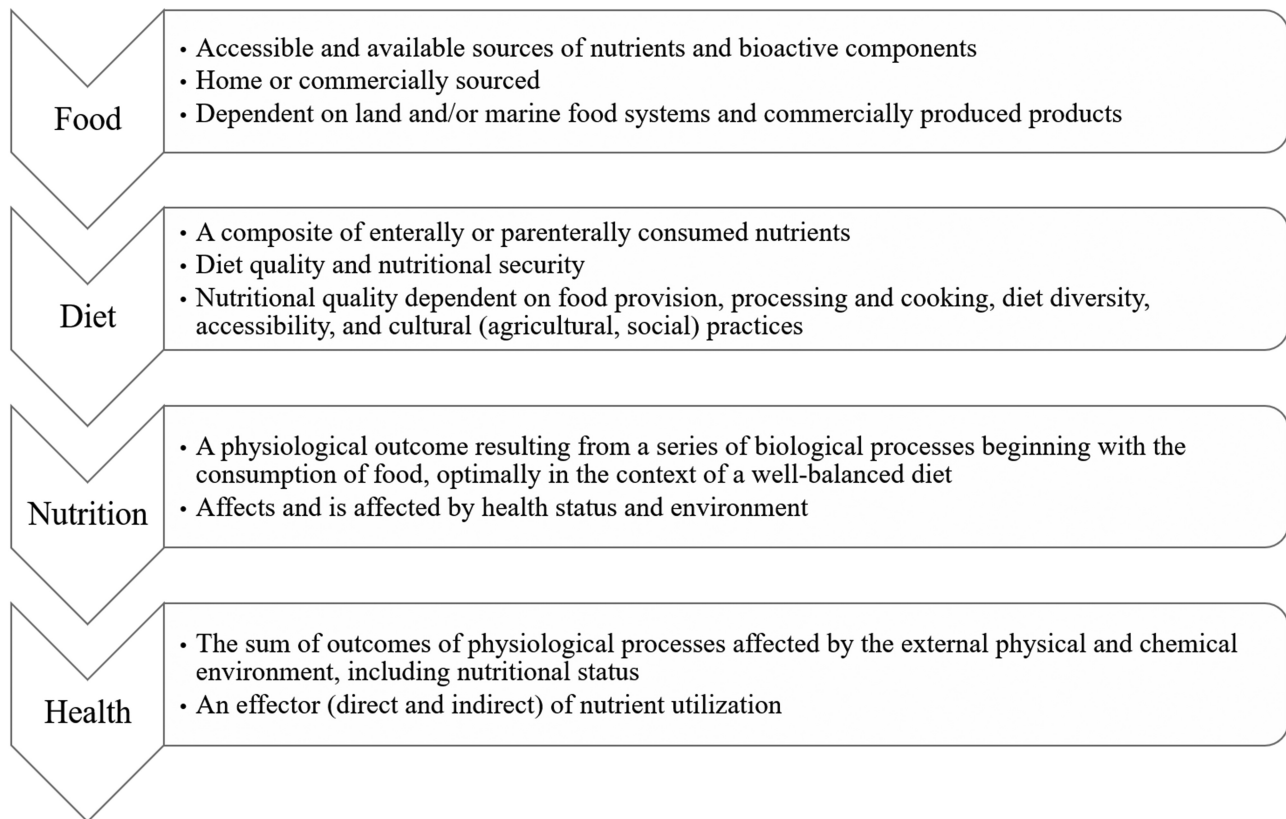 Food
• Accessible and available sources of nutrients and bioactive components
• Home or commercially sourced
• Dependent on land and/or marine food systems and commercially produced products
Diet
• A composite of enterally or parenterally consumed nutrients
• Diet quality and nutritional security
• Nutritional quality dependent on food provision, processing and cooking, diet diversity,
accessibility, and cultural (agricultural, social) practices
Nutrition
• A physiological outcome resulting from a series of biological processes beginning with the
consumption of food, optimally in the context of a well-balanced diet
• Affects and is affected by health status and environment
Health
• The sum of outcomes of physiological processes affected by the external physical and chemical
environment, including nutritional status
• An effector (direct and indirect) of nutrient utilization